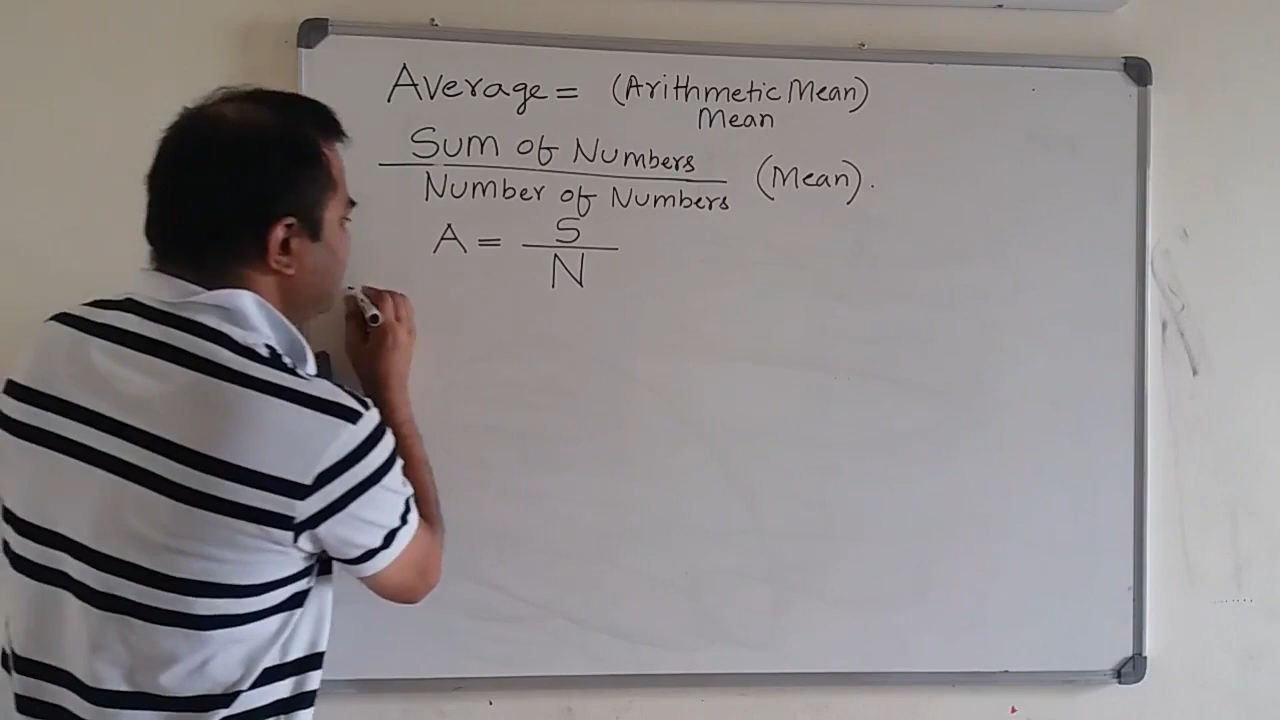 Average = (Arithmetic Mean)
Mean
Sum of Numbers
Number of Numbers (Mean).
A = S
N